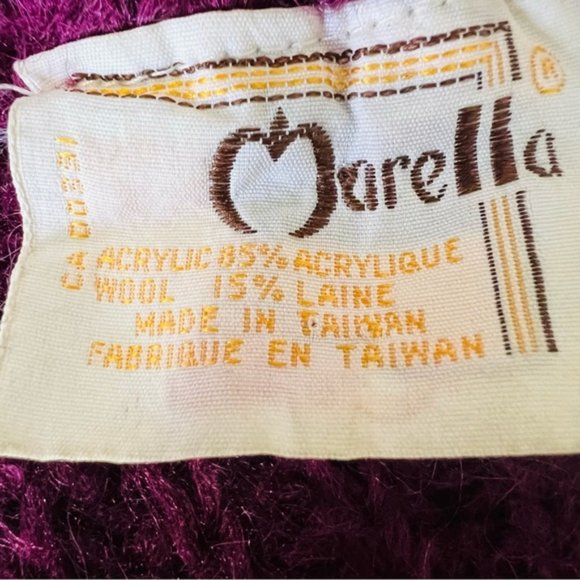 Marella ®
ACRYLIC 85% ACRYLIQUE
WOOL 15% LAINE
MADE IN TAIWAN
FABRIQUE EN TAIWAN